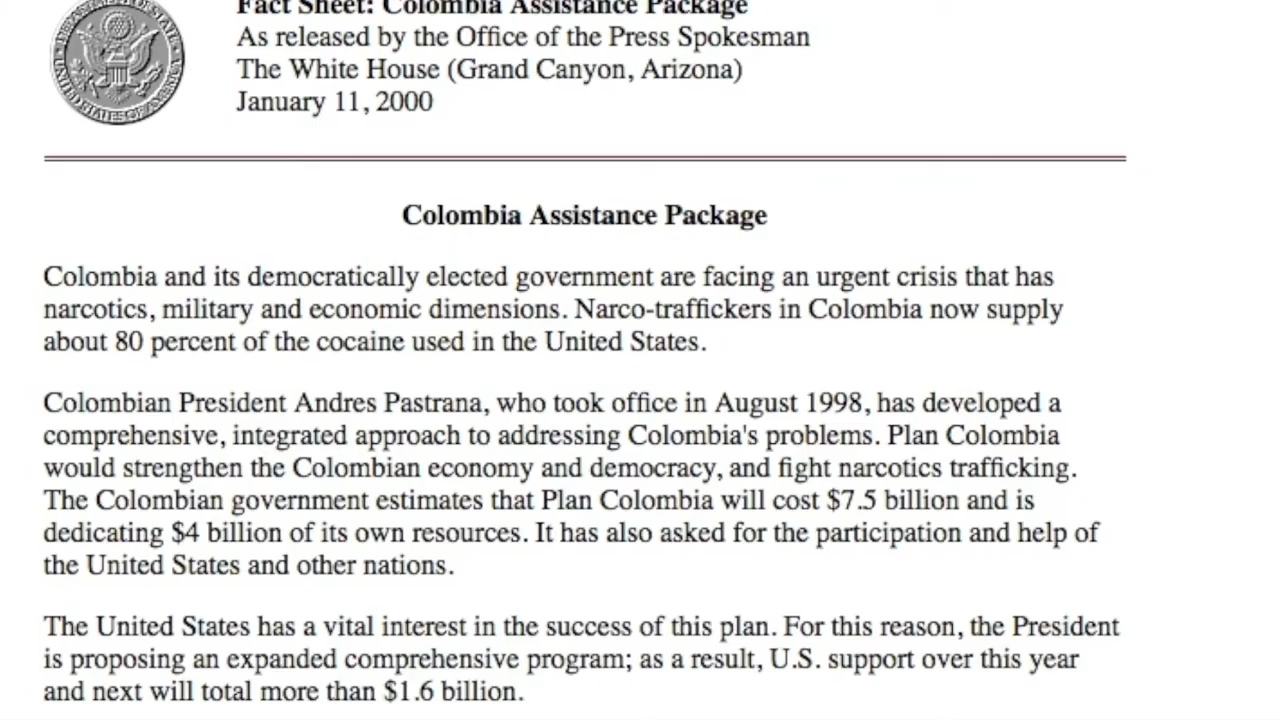 Fact Sheet: Colombia Assistance Package
As released by the Office of the Press Spokesman
The White House (Grand Canyon, Arizona)
January 11, 2000
Colombia Assistance Package
Colombia and its democratically elected government are facing an urgent crisis that has
narcotics, military and economic dimensions. Narco-traffickers in Colombia now supply
about 80 percent of the cocaine used in the United States.
Colombian President Andres Pastrana, who took office in August 1998, has developed a
comprehensive, integrated approach to addressing Colombia's problems. Plan Colombia
would strengthen the Colombian economy and democracy, and fight narcotics trafficking.
The Colombian government estimates that Plan Colombia will cost $7.5 billion and is
dedicating $4 billion of its own resources. It has also asked for the participation and help of
the United States and other nations.
The United States has a vital interest in the success of this plan. For this reason, the President
is proposing an expanded comprehensive program; as a result, U.S. support over this year
and next will total more than $1.6 billion.